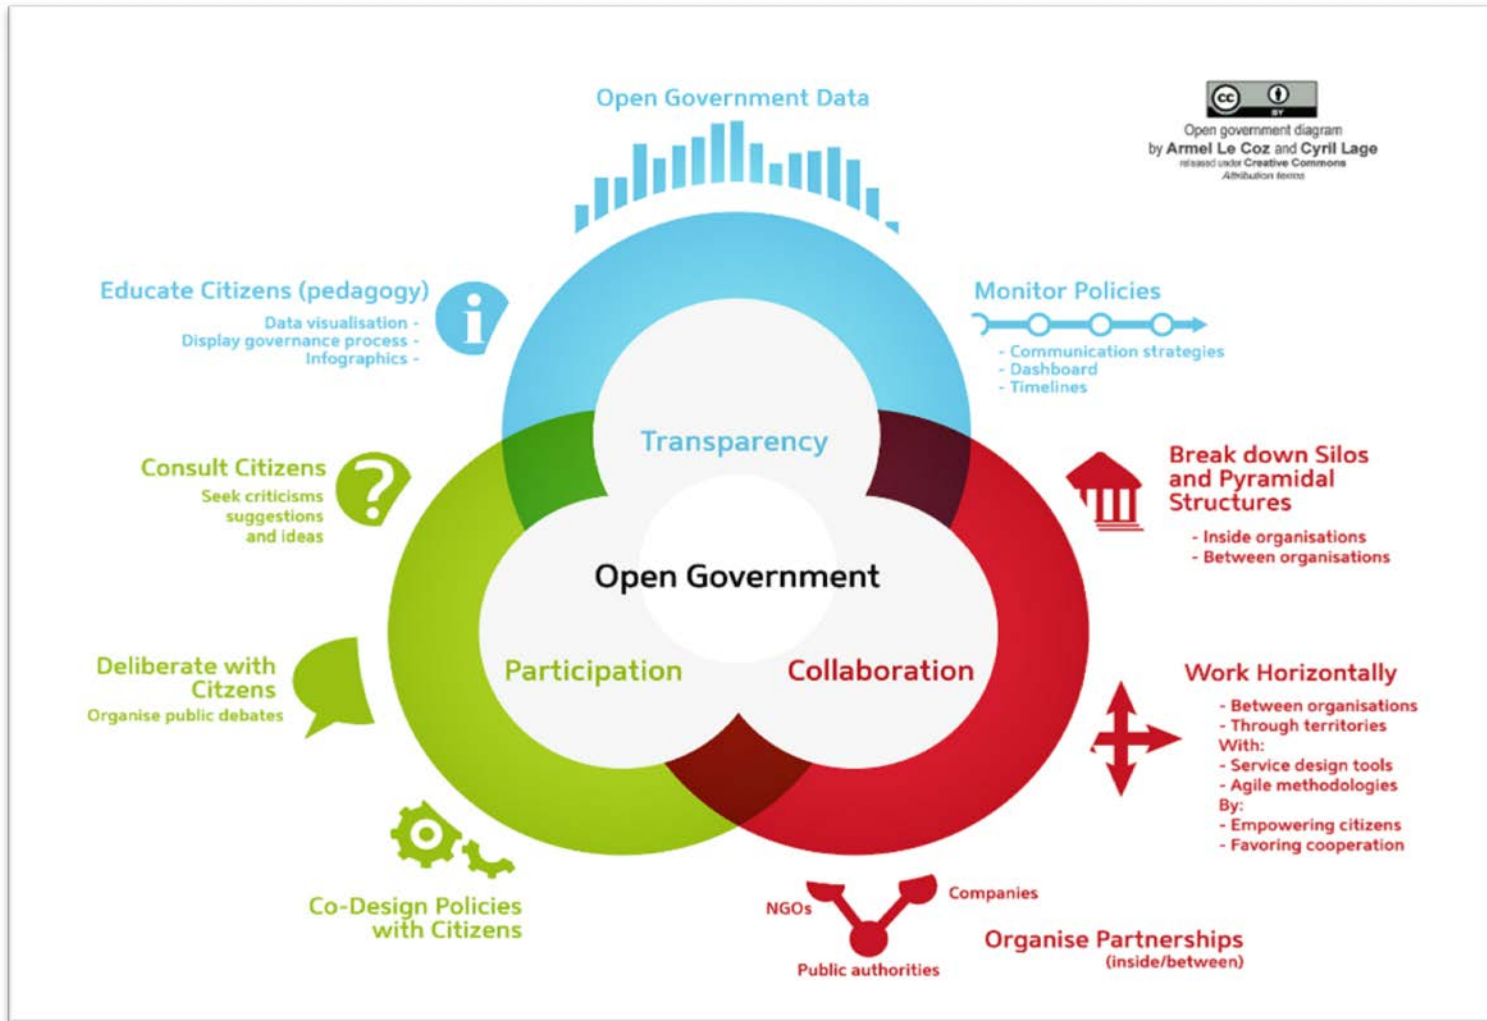 Open Government Data
cc
BY
Open government diagram
by Armel Le Coz and Cyril Lage
released under Creative Commons
Attribution terms
Educate Citizens (pedagogy)
i
Data visualisation -
Display governance process -
Infographics -
Monitor Policies
- Communication strategies
- Dashboard
- Timelines
Transparency
Consult Citizens
?
Seek criticisms
suggestions
and ideas
Break down Silos
and Pyramidal
Structures
- Inside organisations
- Between organisations
Open Government
Participation
Collaboration
Deliberate with
Citzens
Organise public debates
Work Horizontally
- Between organisations
- Through territories
With:
- Service design tools
- Agile methodologies
By:
- Empowering citizens
- Favoring cooperation
Co-Design Policies
with Citizens
NGOs
Companies
Public authorities
Organise Partnerships
(inside/between)